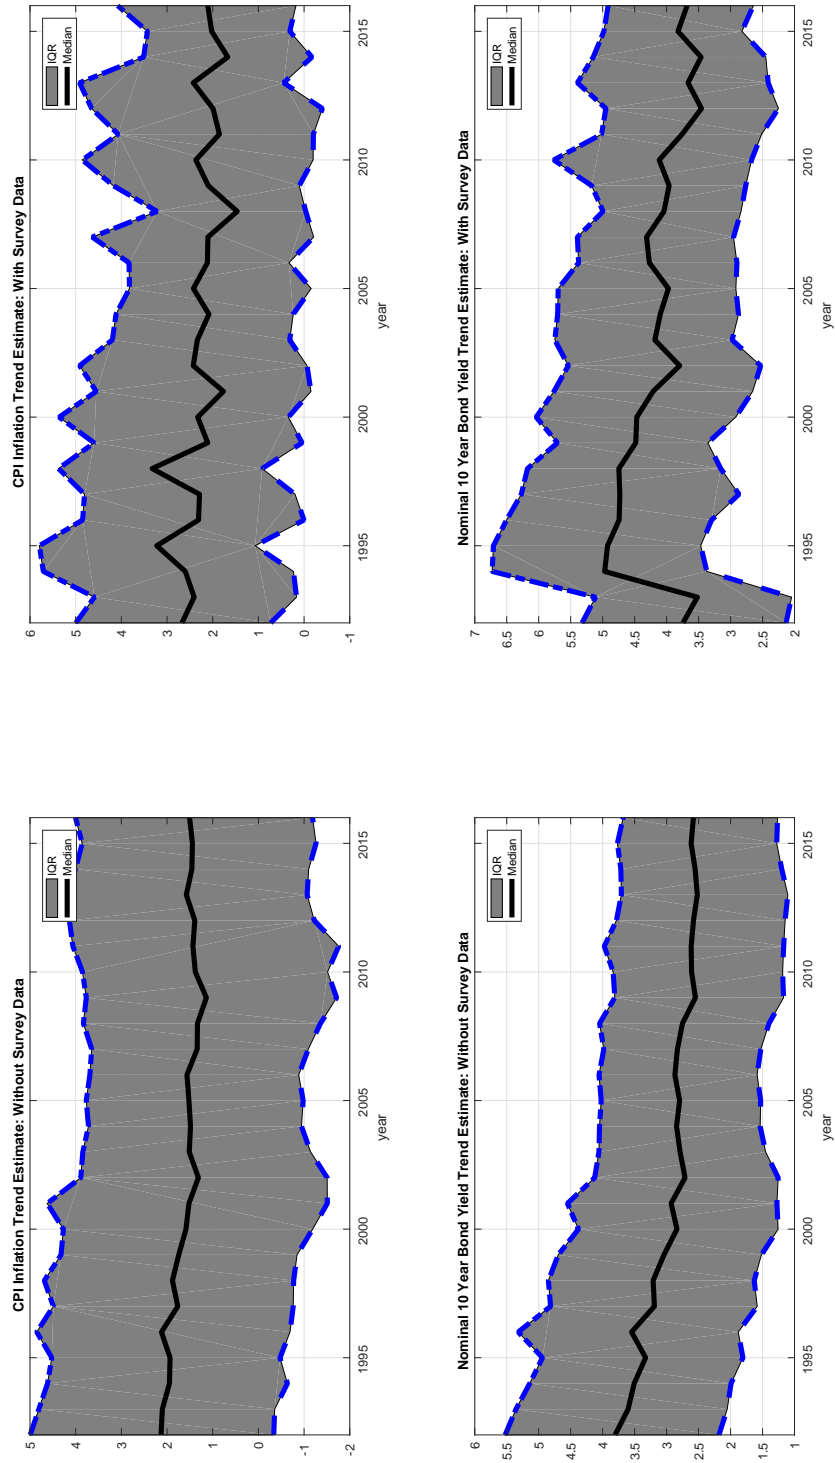 CPI Inflation Trend Estimate: Without Survey Data
5
4
3
2
1
0
-1
-2
1995 2000 2005 2010 2015
year
IQR
Median
CPI Inflation Trend Estimate: With Survey Data
6
5
4
3
2
1
0
-1
1995 2000 2005 2010 2015
year
IQR
Median
Nominal 10 Year Bond Yield Trend Estimate: Without Survey Data
6
5.5
5
4.5
4
3.5
3
2.5
2
1.5
1
1995 2000 2005 2010 2015
year
IQR
Median
Nominal 10 Year Bond Yield Trend Estimate: With Survey Data
7
6.5
6
5.5
5
4.5
4
3.5
3
2.5
2
1995 2000 2005 2010 2015
year
IQR
Median